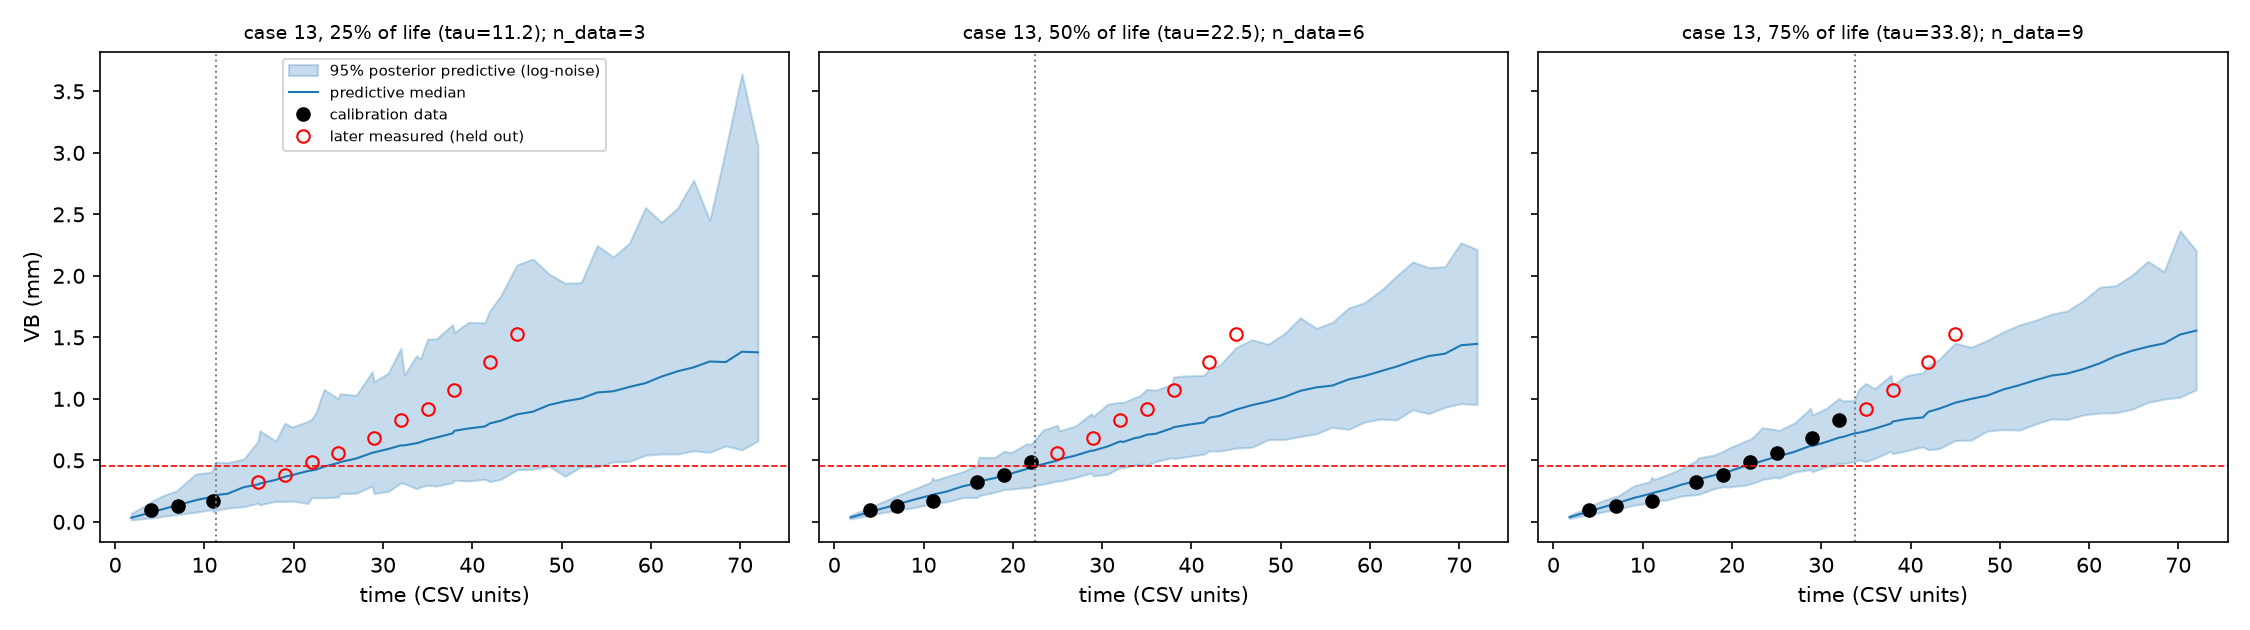 case 13, 25% of life (tau=11.2); n_data=3
case 13, 50% of life (tau=22.5); n_data=6
case 13, 75% of life (tau=33.8); n_data=9
95% posterior predictive (log-noise)
predictive median
calibration data
later measured (held out)
VB (mm)
3.5
3.0
2.5
2.0
1.5
1.0
0.5
0.0
0 10 20 30 40 50 60 70
0 10 20 30 40 50 60 70
0 10 20 30 40 50 60 70
time (CSV units)
time (CSV units)
time (CSV units)